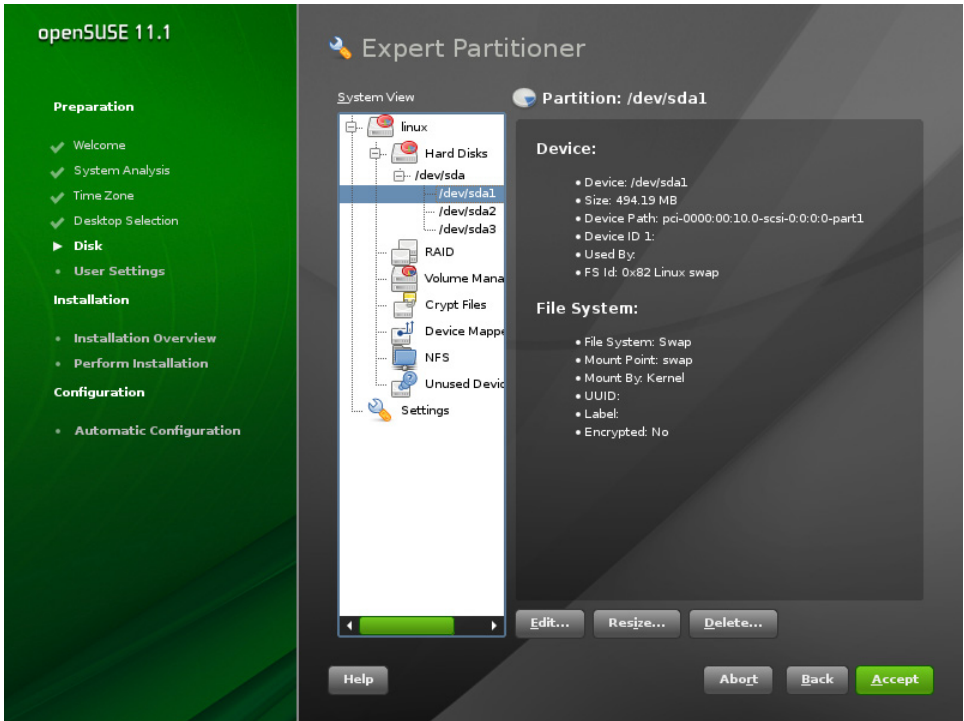 openSUSE 11.1
Preparation
Welcome
System Analysis
Time Zone
Desktop Selection
Disk
User Settings
Installation
Installation Overview
Perform Installation
Configuration
Automatic Configuration
Expert Partitioner
System View
linux
Hard Disks
/dev/sda
/dev/sda1
/dev/sda2
/dev/sda3
RAID
Volume Mana
Crypt Files
Device Mappe
NFS
Unused Devic
Settings
Partition: /dev/sda1
Device:
• Device: /dev/sda1
• Size: 494.19 MB
• Device Path: pci-0000:00:10.0-scsi-0:0:0:0-part1
• Device ID 1:
• Used By:
• FS Id: 0x82 Linux swap
File System:
• File System: Swap
• Mount Point: swap
• Mount By: Kernel
• UUID:
• Label:
• Encrypted: No
Edit... Resize... Delete...
Help Abort Back Accept